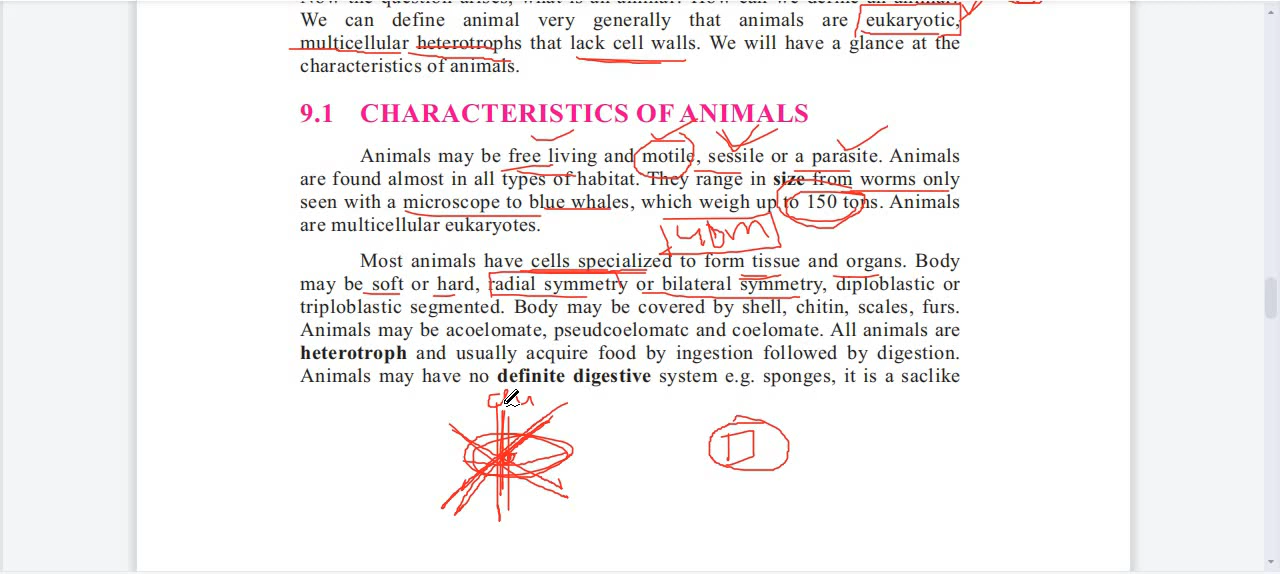 We can define animal very generally that animals are eukaryotic,
multicellular heterotrophs that lack cell walls. We will have a glance at the
characteristics of animals.
9.1 CHARACTERISTICS OF ANIMALS
Animals may be free living and motile, sessile or a parasite. Animals
are found almost in all types of habitat. They range in size from worms only
seen with a microscope to blue whales, which weigh up to 150 tons. Animals
are multicellular eukaryotes.
Most animals have cells specialized to form tissue and organs. Body
may be soft or hard, radial symmetry or bilateral symmetry, diploblastic or
triploblastic segmented. Body may be covered by shell, chitin, scales, furs.
Animals may be acoelomate, pseudcoelomatc and coelomate. All animals are
heterotroph and usually acquire food by ingestion followed by digestion.
Animals may have no definite digestive system e.g. sponges, it is a saclike